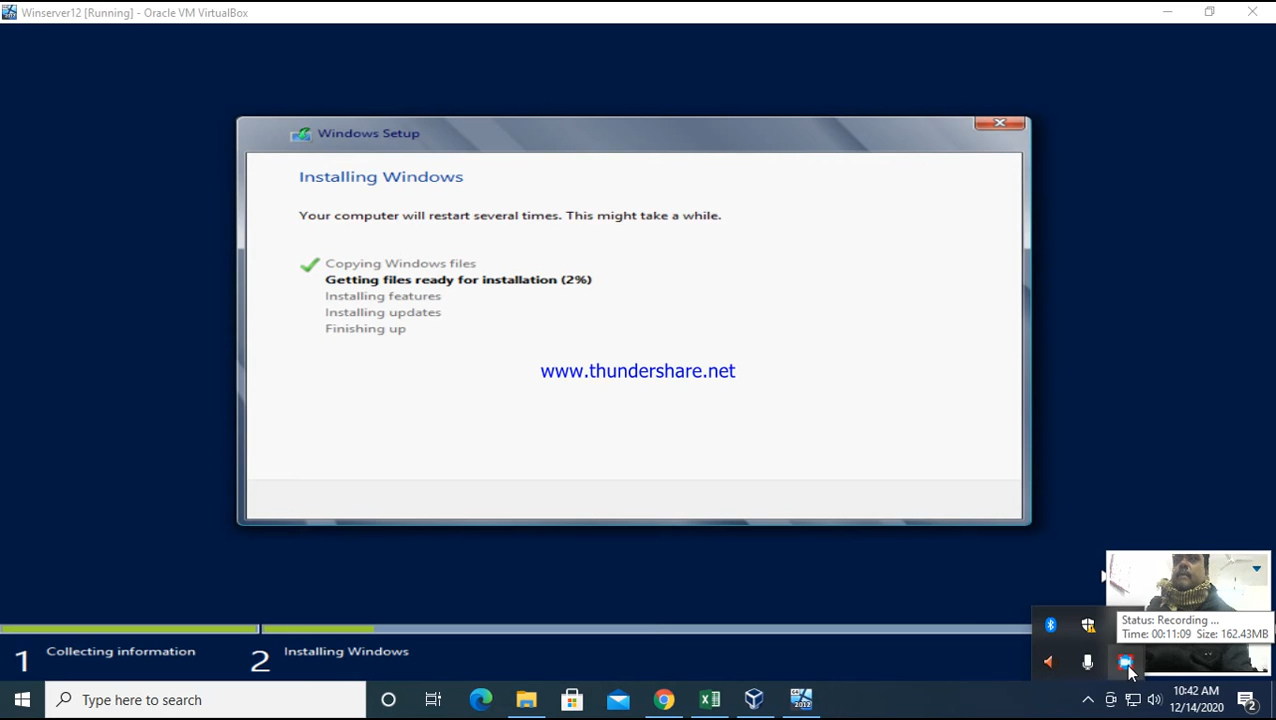 Winserver12 [Running] - Oracle VM VirtualBox
Windows Setup
Installing Windows
Your computer will restart several times. This might take a while.
Copying Windows files
Getting files ready for installation (2%)
Installing features
Installing updates
Finishing up
www.thundershare.net
Status: Recording ...
Time: 00:11:09 Size: 162.43MB
1 Collecting information
2 Installing Windows
Type here to search
2012
10:42 AM
12/14/2020
2